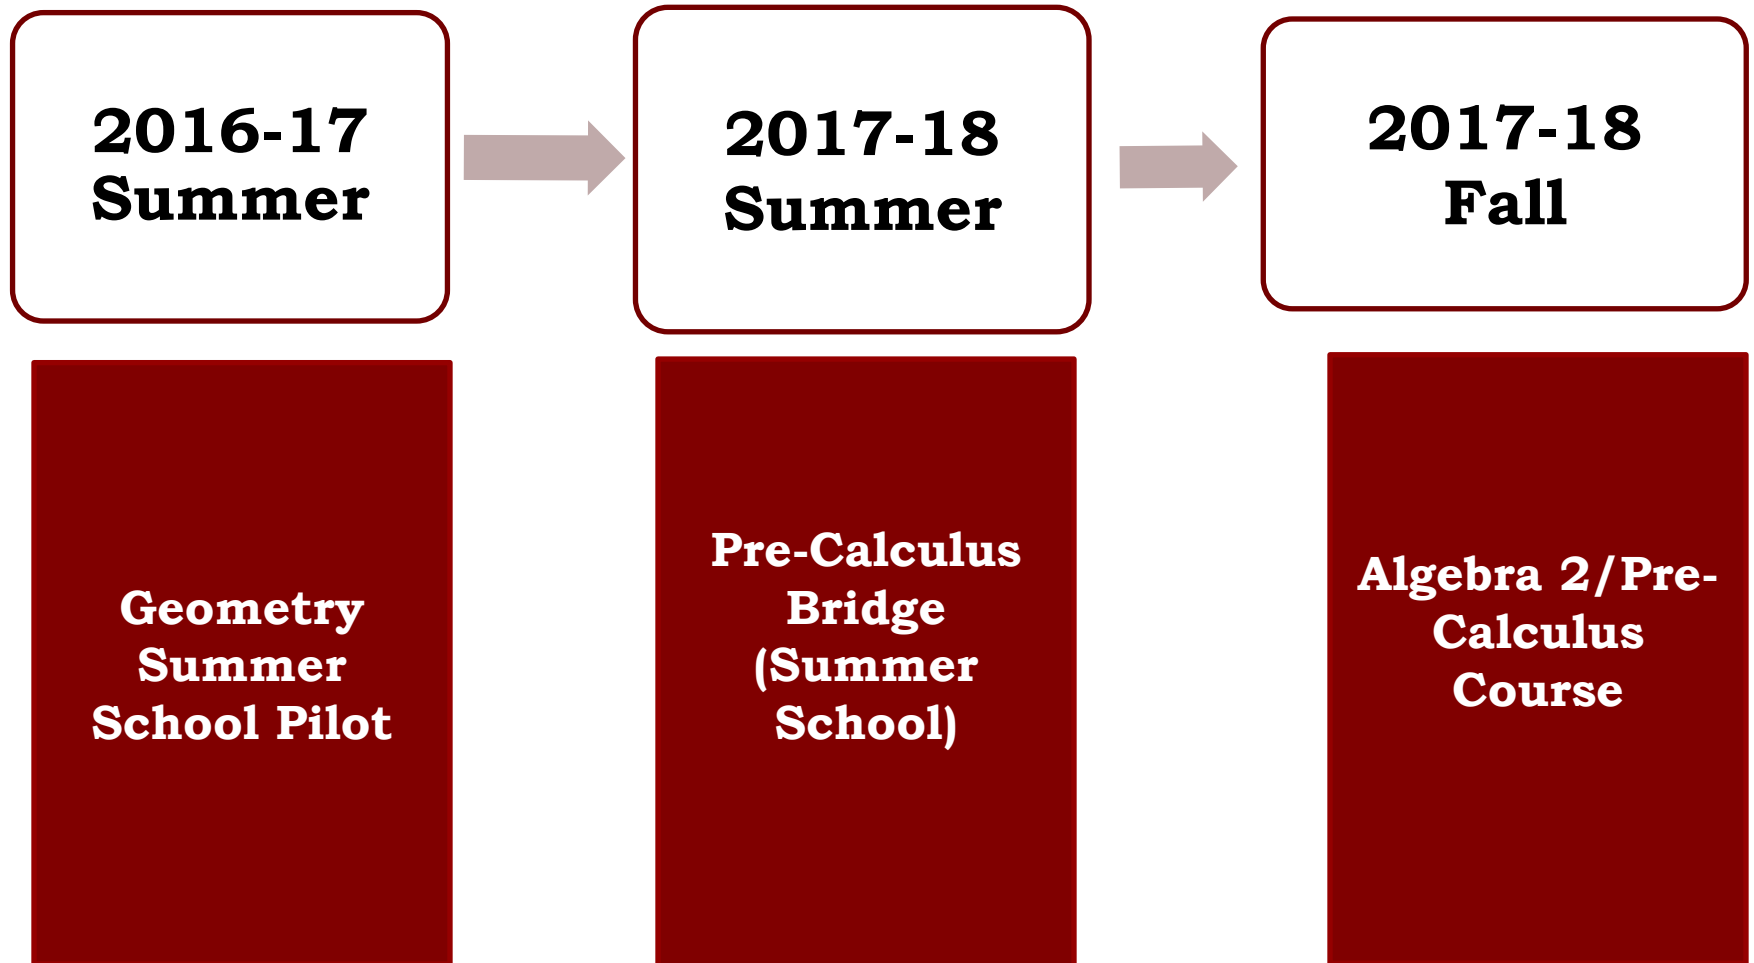 2016-17
Summer
2017-18
Summer
2017-18
Fall
Geometry
Summer
School Pilot
Pre-Calculus
Bridge
(Summer
School)
Algebra 2/Pre-
Calculus
Course